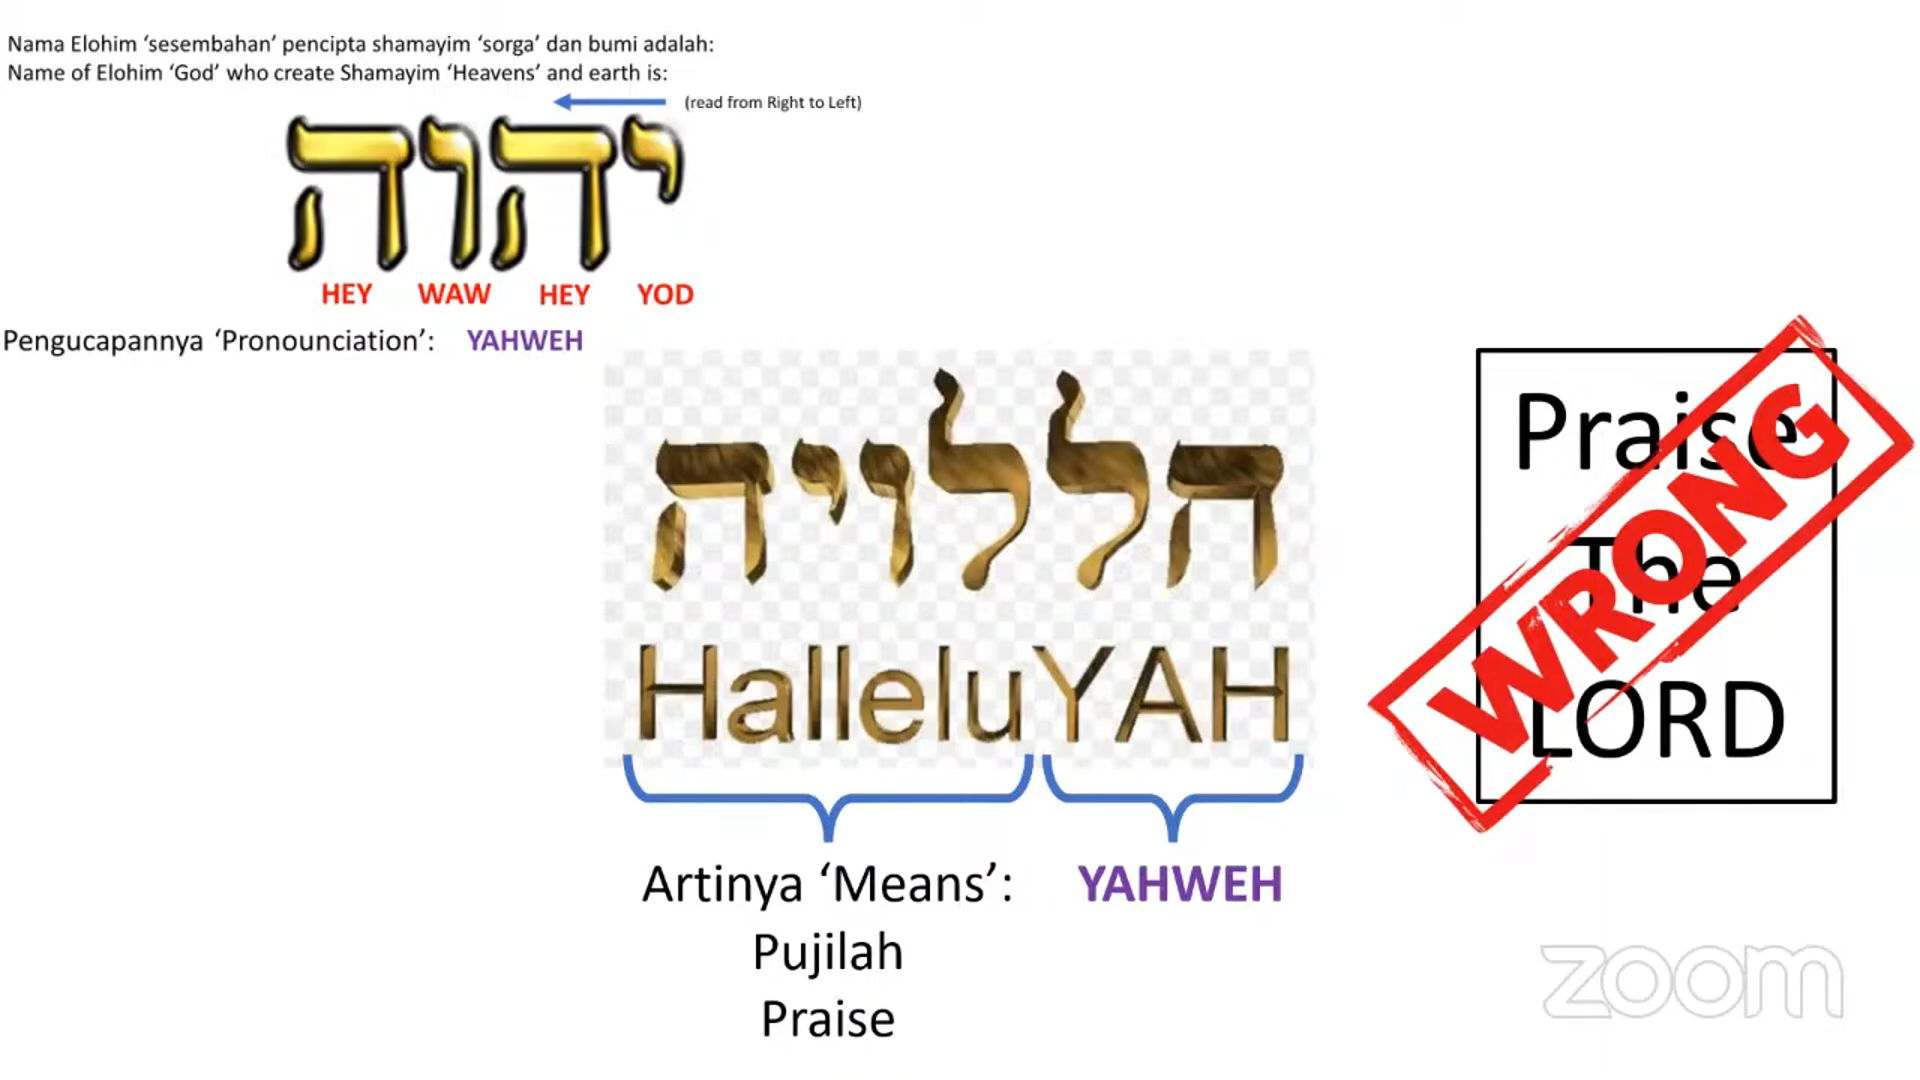 Nama Elohim ‘sesembahan’ pencipta shamayim ‘sorga’ dan bumi adalah:
Name of Elohim ‘God’ who create Shamayim ‘Heavens’ and earth is:
(read from Right to Left)
יהוה
HEY WAW HEY YOD
Pengucapannya ‘Pronounciation’: YAHWEH
הללויה
HalleluYAH
Artinya ‘Means’: YAHWEH
Pujilah
Praise
Praise
The
LORD
WRONG
zoom